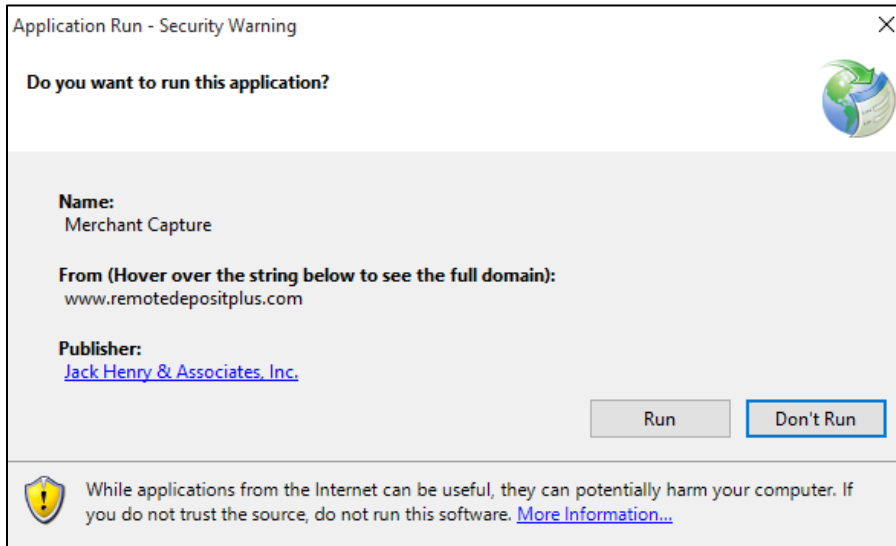 Application Run - Security Warning
Do you want to run this application?
Name:
Merchant Capture
From (Hover over the string below to see the full domain):
www.remotedepositplus.com
Publisher:
Jack Henry & Associates, Inc.
Run
Don't Run
While applications from the Internet can be useful, they can potentially harm your computer. If
you do not trust the source, do not run this software. More Information...